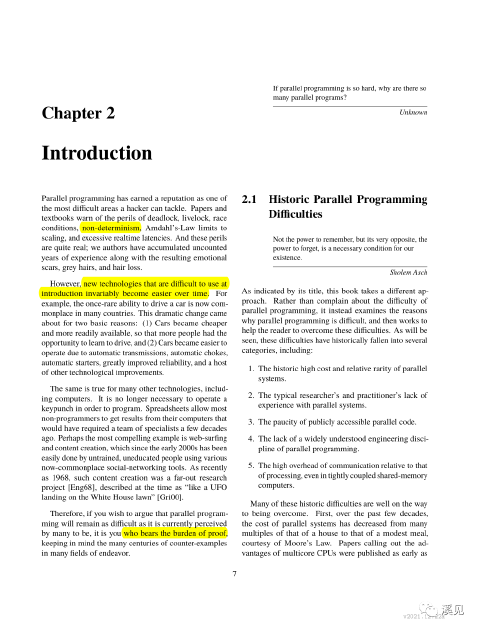 If parallel programming is so hard, why are there so
many parallel programs?
Unknown
Chapter 2
Introduction
Parallel programming has earned a reputation as one of
the most difficult areas a hacker can tackle. Papers and
textbooks warn of the perils of deadlock, livelock, race
conditions, non-determinism, Amdahl's-Law limits to
scaling, and excessive realtime latencies. And these perils
are quite real; we authors have accumulated uncounted
years of experience along with the resulting emotional
scars, grey hairs, and hair loss.
However, new technologies that are difficult to use at
introduction invariably become easier over time. For
example, the once-rare ability to drive a car is now com-
monplace in many countries. This dramatic change came
about for two basic reasons: (1) Cars became cheaper
and more readily available, so that more people had the
opportunity to learn to drive, and (2) Cars became easier to
operate due to automatic transmissions, automatic chokes,
automatic starters, greatly improved reliability, and a host
of other technological improvements.
The same is true for many other technologies, includ-
ing computers. It is no longer necessary to operate a
keypunch in order to program. Spreadsheets allow most
non-programmers to get results from their computers that
would have required a team of specialists a few decades
ago. Perhaps the most compelling example is web-surfing
and content creation, which since the early 2000s has been
easily done by untrained, uneducated people using various
now-commonplace social-networking tools. As recently
as 1968, such content creation was a far-out research
project [Eng68], described at the time as "like a UFO
landing on the White House lawn" [Gri00].
Therefore, if you wish to argue that parallel program-
ming will remain as difficult as it is currently perceived
by many to be, it is you who bears the burden of proof,
keeping in mind the many centuries of counter-examples
in many fields of endeavor.
2.1 Historic Parallel Programming
Difficulties
Not the power to remember, but its very opposite, the
power to forget, is a necessary condition for our
existence.
Sholem Asch
As indicated by its title, this book takes a different ap-
proach. Rather than complain about the difficulty of
parallel programming, it instead examines the reasons
why parallel programming is difficult, and then works to
help the reader to overcome these difficulties. As will be
seen, these difficulties have historically fallen into several
categories, including:
1. The historic high cost and relative rarity of parallel
systems.
2. The typical researcher's and practitioner's lack of
experience with parallel systems.
3. The paucity of publicly accessible parallel code.
4. The lack of a widely understood engineering disci-
pline of parallel programming.
5. The high overhead of communication relative to that
of processing, even in tightly coupled shared-memory
computers.
Many of these historic difficulties are well on the way
to being overcome. First, over the past few decades,
the cost of parallel systems has decreased from many
multiples of that of a house to that of a modest meal,
courtesy of Moore's Law. Papers calling out the ad-
vantages of multicore CPUs were published as early as
7
溪见